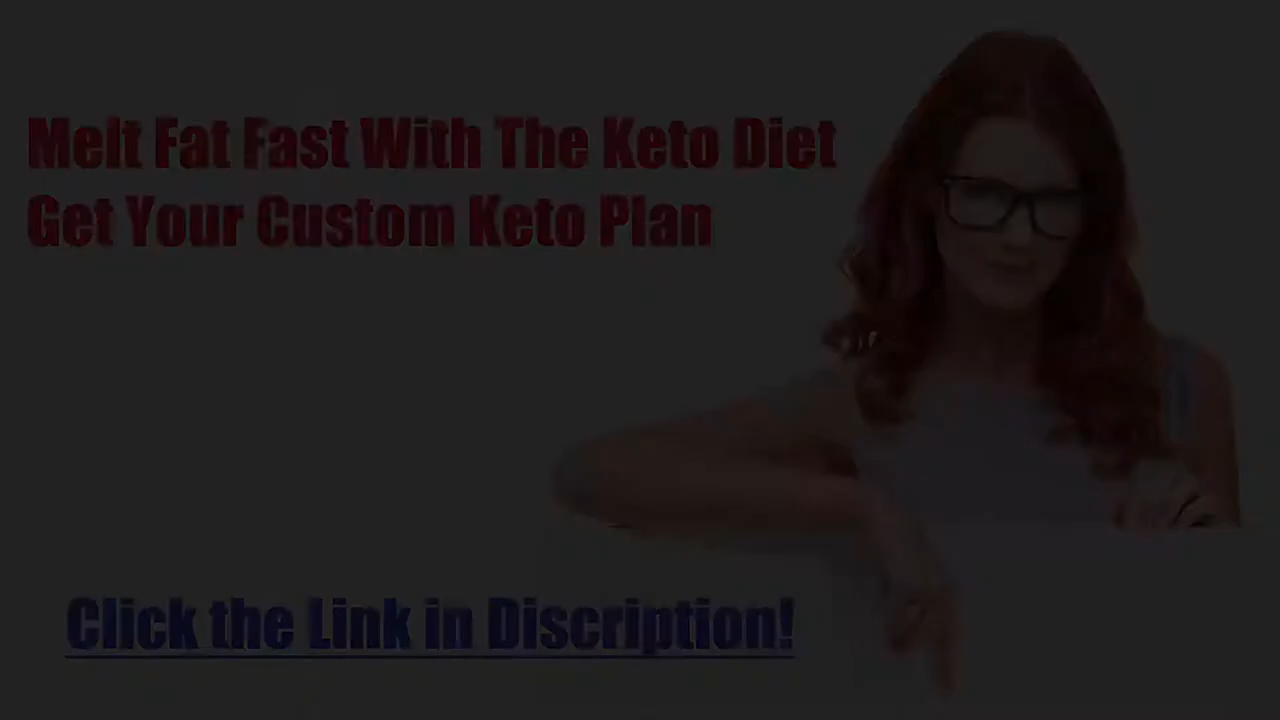 Melt Fat Fast With The Keto Diet
Get Your Custom Keto Plan
Click the Link in Discription!